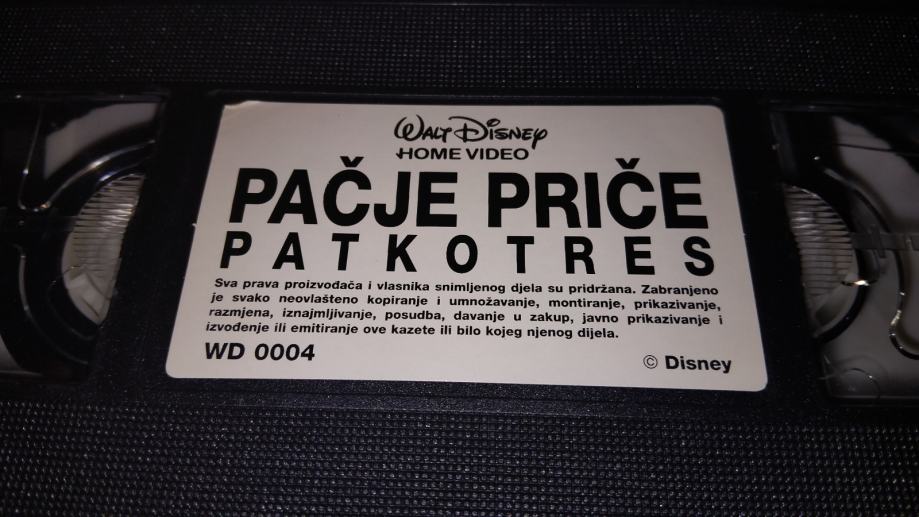 WALT DISNEY
HOME VIDEO
PAČJE PRIČE
PATKOTRES
Sva prava proizvođača i vlasnika snimljenog djela su pridržana. Zabranjeno
je svako neovlašteno kopiranje i umnožavanje, montiranje, prikazivanje,
razmjena, iznajmljivanje, posudba, davanje u zakup, javno prikazivanje i
izvođenje ili emitiranje ove kazete ili bilo kojeg njenog dijela.
WD 0004
© Disney